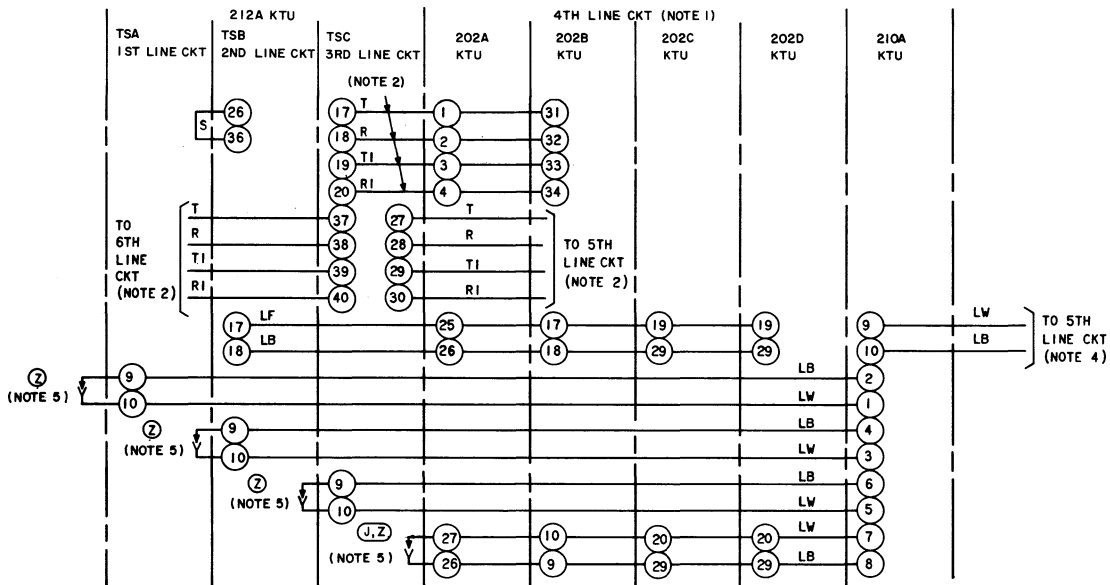 212A KTU
4TH LINE CKT (NOTE 1)
TSA
1ST LINE CKT
TSB
2ND LINE CKT
TSC
3RD LINE CKT
202A
KTU
202B
KTU
202C
KTU
202D
KTU
210A
KTU
(NOTE 2)
26 17 T 1 31
S
36 18 R 2 32
19 T1 3 33
20 R1 4 34
TO
6TH
LINE
CKT
(NOTE 2)
T 37 27 T
R 38 28 R
T1 39 29 T1
R1 40 30 R1
TO 5TH
LINE CKT
(NOTE 2)
17 LF 25 17 19 19 9 LW
18 LB 26 18 29 29 10 LB
TO 5TH
LINE CKT
(NOTE 4)
Z
(NOTE 5)
9 LB 2
10 LW 1
Z
(NOTE 5)
9 LB 4
10 LW 3
Z
(NOTE 5)
9 LB 6
10 LW 5
J,Z
(NOTE 5)
27 10 20 20 LW 7
26 9 29 29 LB 8